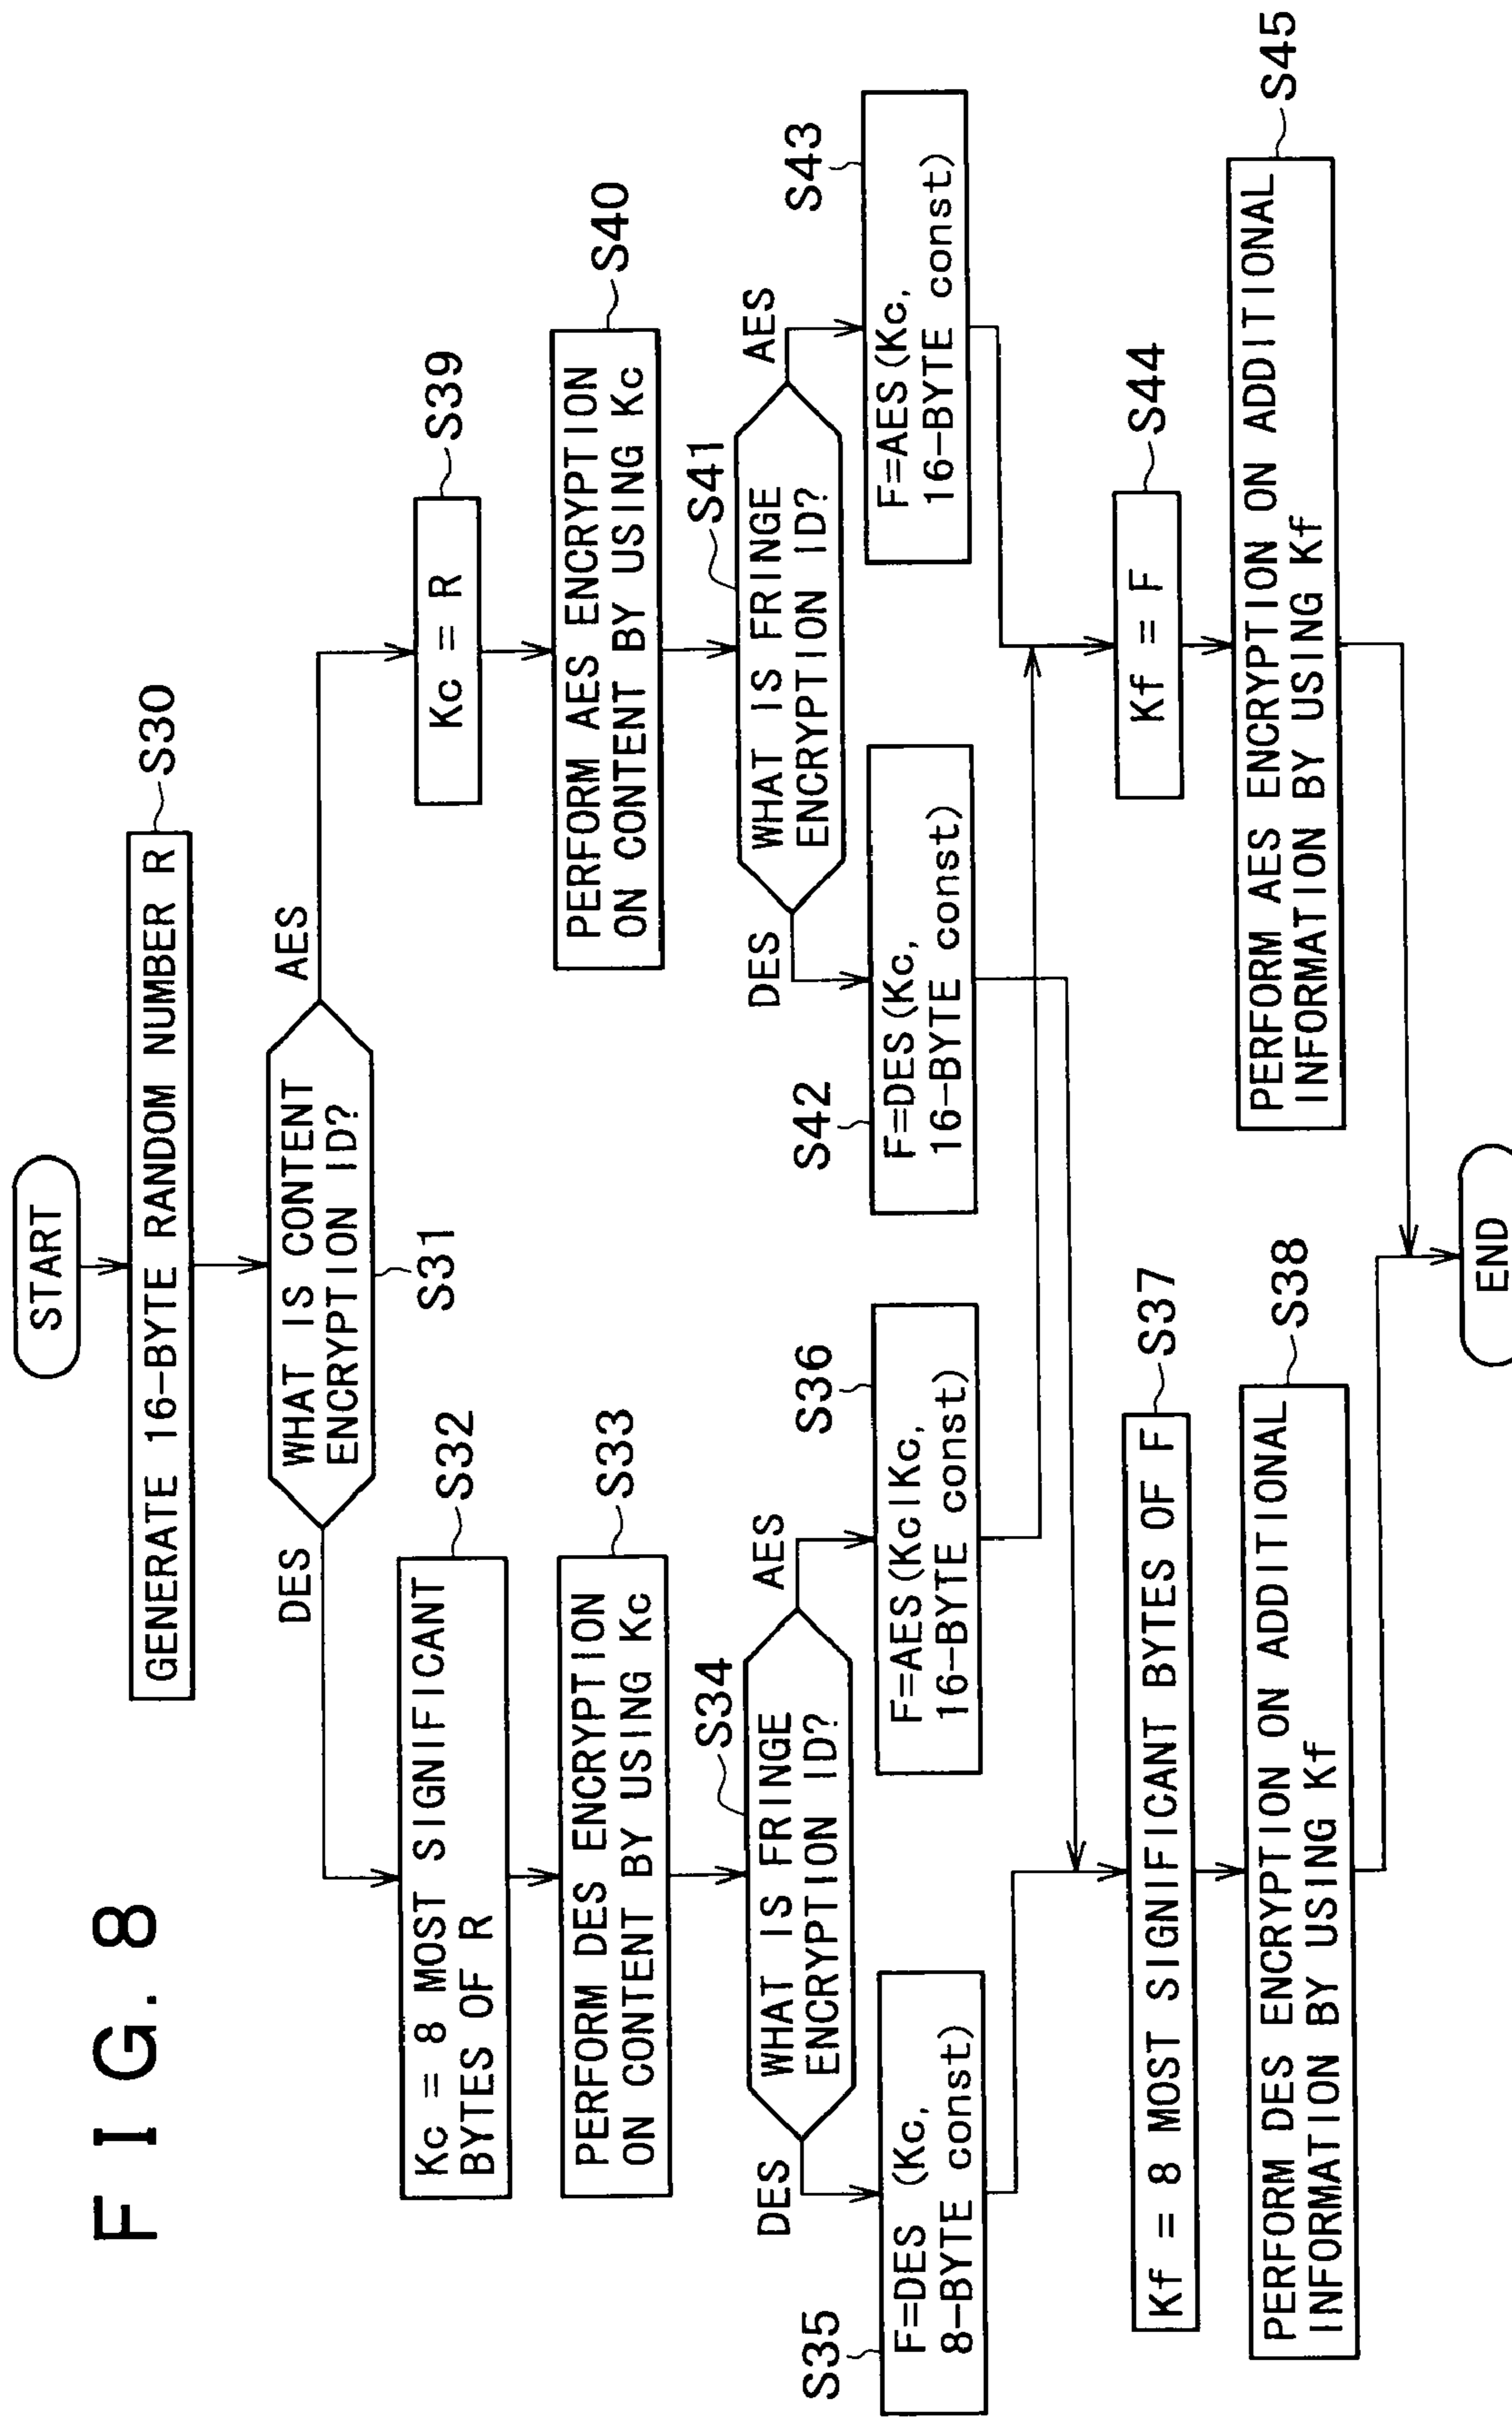 FIG. 8
START
GENERATE 16-BYTE RANDOM NUMBER R
S30
WHAT IS CONTENT
ENCRYPTION ID?
S31
DES
AES
Kc = 8 MOST SIGNIFICANT
BYTES OF R
S32
Kc = R
S39
PERFORM DES ENCRYPTION
ON CONTENT BY USING Kc
S33
PERFORM AES ENCRYPTION
ON CONTENT BY USING Kc
S40
WHAT IS FRINGE
ENCRYPTION ID?
S34
DES
AES
WHAT IS FRINGE
ENCRYPTION ID?
S41
DES
AES
S35
F=DES (Kc,
8-BYTE const)
S36
F=AES(Kc|Kc,
16-BYTE const)
S42
F=DES(Kc,
16-BYTE const)
S43
F=AES(Kc,
16-BYTE const)
Kf = 8 MOST SIGNIFICANT BYTES OF F
S37
Kf = F
S44
PERFORM DES ENCRYPTION ON ADDITIONAL
INFORMATION BY USING Kf
S38
PERFORM AES ENCRYPTION ON ADDITIONAL
INFORMATION BY USING Kf
S45
END